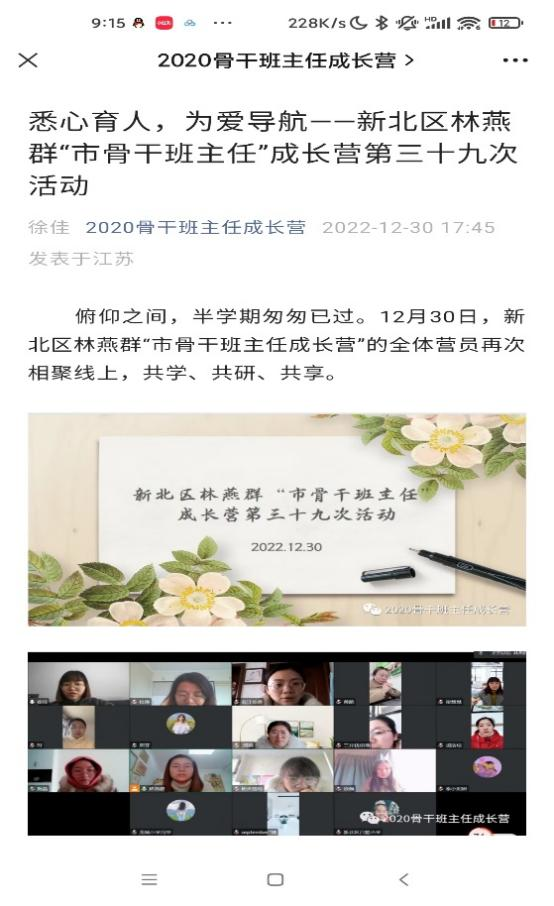 9:15
228K/s
HD
12
2020骨干班主任成长营
悉心育人，为爱导航——新北区林燕
群“市骨干班主任”成长营第三十九次
活动
徐佳 2020骨干班主任成长营 2022-12-30 17:45
发表于江苏
俯仰之间，半学期匆匆已过。12月30日，新
北区林燕群“市骨干班主任成长营”的全体营员再次
相聚线上，共学、共研、共享。
新北区林燕群“市骨干班主任”
成长营第三十九次活动
2022.12.30
2020骨干班主任成长营
2020骨干班主任成长营